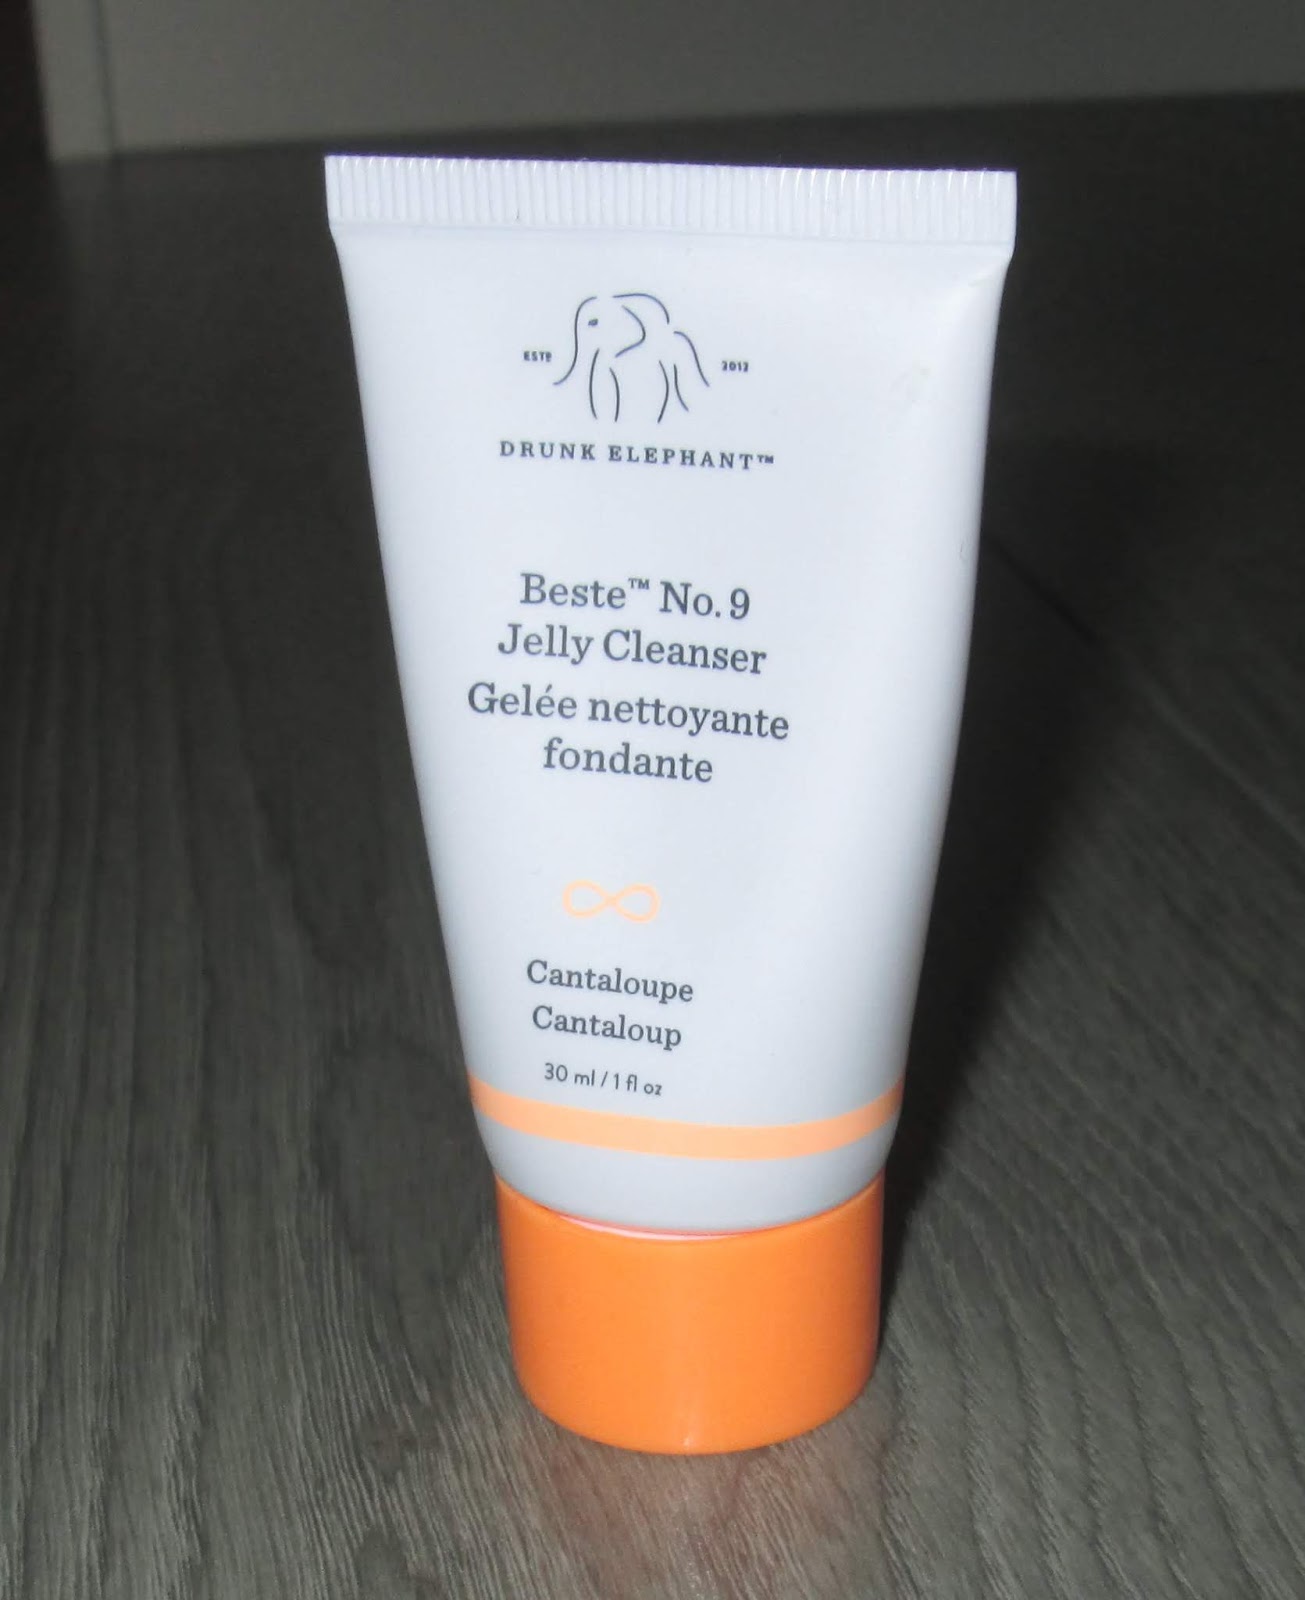 ESTD 2012
DRUNK ELEPHANT™
Beste™ No. 9
Jelly Cleanser
Gelée nettoyante
fondante
Cantaloupe
Cantaloup
30 ml / 1 fl oz